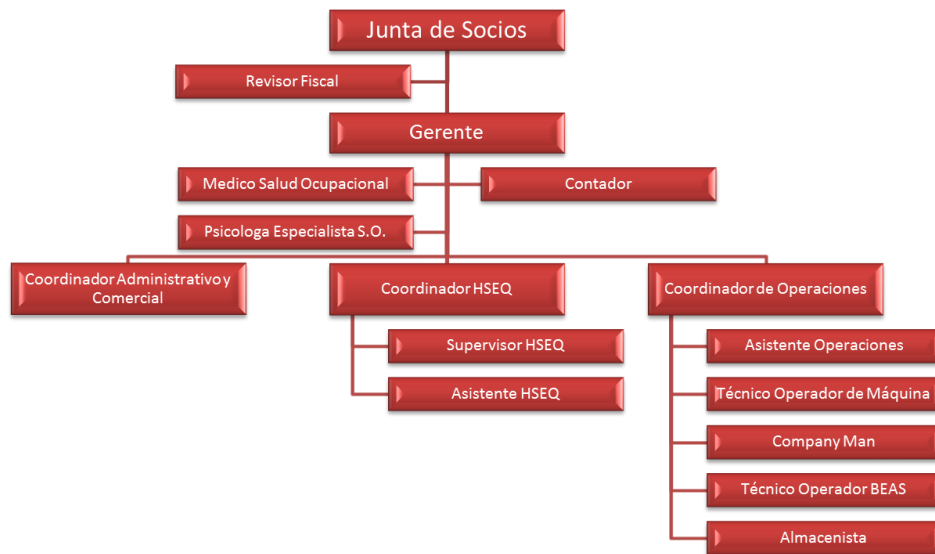 Junta de Socios
Revisor Fiscal
Gerente
Medico Salud Ocupacional
Contador
Psicologa Especialista S.O.
Coordinador Administrativo y
Comercial
Coordinador HSEQ
Coordinador de Operaciones
Supervisor HSEQ
Asistente HSEQ
Asistente Operaciones
Técnico Operador de Máquina
Company Man
Técnico Operador BEAS
Almacenista